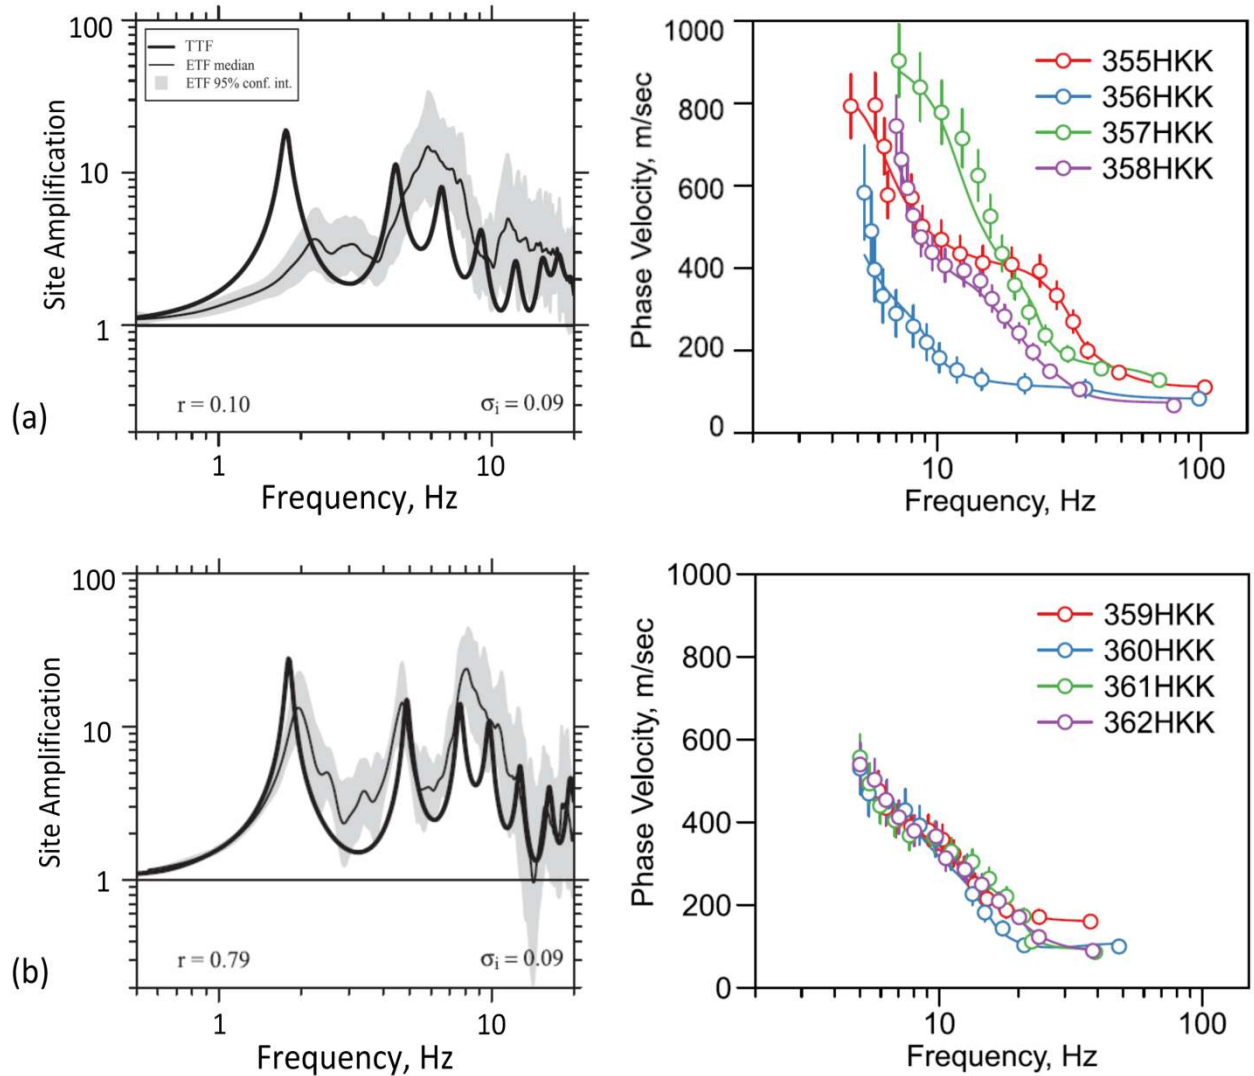 100
10
1
Site Amplification
TTF
ETF median
ETF 95% conf. int.
r = 0.10
σi = 0.09
(a)
1
10
Frequency, Hz
1000
800
600
400
200
0
Phase Velocity, m/sec
355HKK
356HKK
357HKK
358HKK
10
100
Frequency, Hz
100
10
1
Site Amplification
r = 0.79
σi = 0.09
(b)
1
10
Frequency, Hz
1000
800
600
400
200
0
Phase Velocity, m/sec
359HKK
360HKK
361HKK
362HKK
10
100
Frequency, Hz